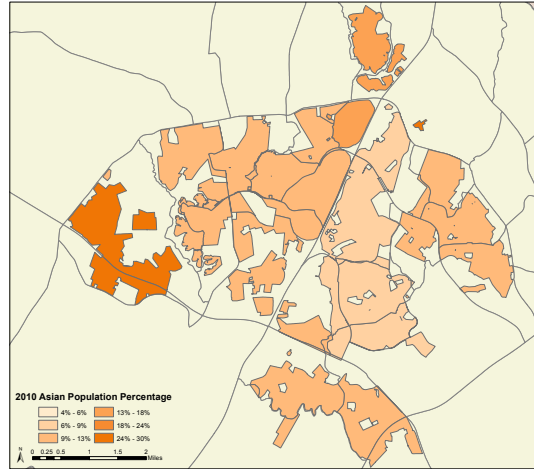 2010 Asian Population Percentage
4% - 6% 13% - 18%
6% - 9% 18% - 24%
9% - 13% 24% - 30%
N
0 0.25 0.5 1 1.5 2
Miles